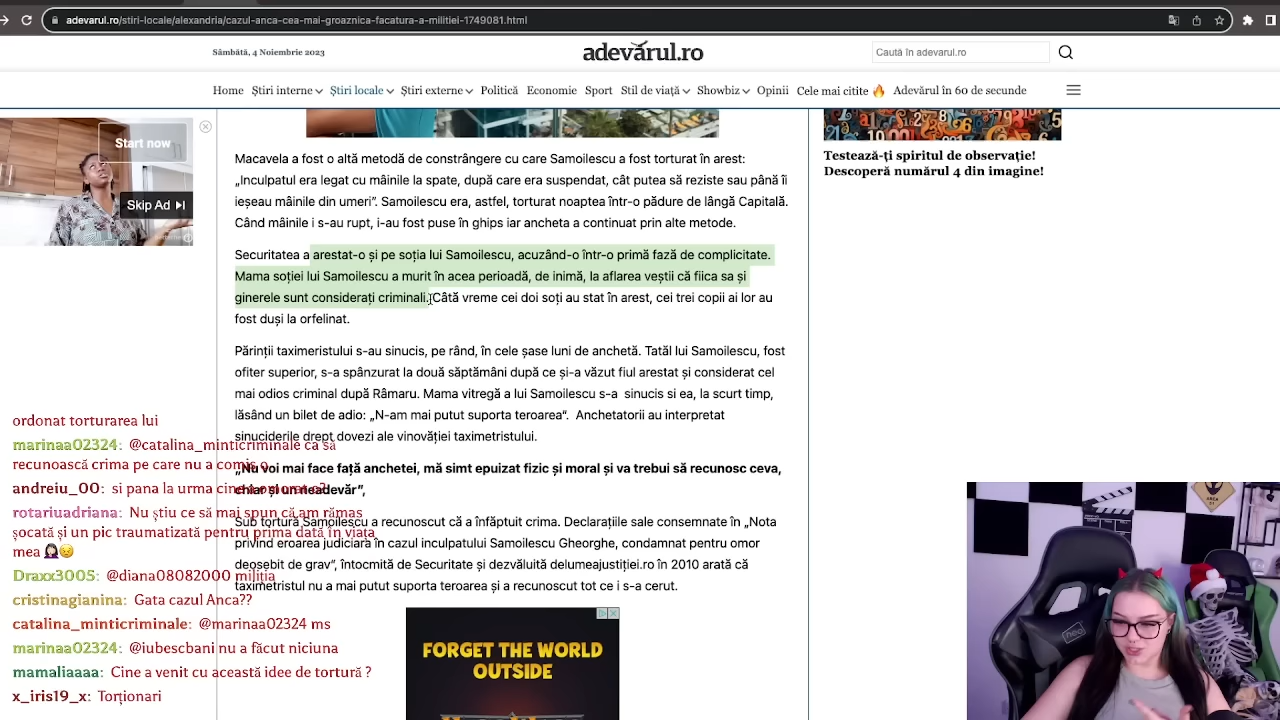 adevarul.ro/stiri-locale/alexandria/cazul-anca-cea-mai-mare-eroare-a-militiei-1749081.html
Sâmbătă, 4 Noiembrie 2023
adevărul.ro
Caută în adevarul.ro
Home Știri interne Știri locale Știri externe Politică Economie Sport Stil de viață Showbiz Opinii Cele mai citite 🔥 Adevărul în 60 de secunde
Start now
Skip Ad
Macavela a fost o altă metodă de constrângere cu care Samoilescu a fost torturat în arest:
„Inculpatul era legat cu mâinile la spate, după care era suspendat, cât putea să reziste sau până îi
ieșeau mâinile din umeri”. Samoilescu era, astfel, torturat noaptea într-o pădure de lângă Capitală.
Când mâinile i s-au rupt, i-au fost puse în ghips iar ancheta a continuat prin alte metode.
Securitatea a arestat-o și pe soția lui Samoilescu, acuzând-o într-o primă fază de complicitate.
Mama soției lui Samoilescu a murit în acea perioadă, de inimă, la aflarea veștii că fiica sa și
ginerele sunt considerați criminali. Câtă vreme cei doi soți au stat în arest, cei trei copii ai lor au
fost duși la orfelinat.
Părinții taximeristului s-au sinucis, pe rând, în cele șase luni de anchetă. Tatăl lui Samoilescu, fost
ofiter superior, s-a spânzurat la două săptămâni după ce și-a văzut fiul arestat și considerat cel
mai odios criminal după Râmaru. Mama vitregă a lui Samoilescu s-a sinucis si ea, la scurt timp,
lăsând un bilet de adio: „N-am mai putut suporta teroarea“. Anchetatorii au interpretat
sinuciderile drept dovezi ale vinovăției taximetristului.
„Nu voi mai face față anchetei, mă simt epuizat fizic și moral și va trebui să recunosc ceva,
chiar și un neadevăr”,
Sub tortură Samoilescu a recunoscut că a înfăptuit crima. Declarațiile sale consemnate în „Nota
privind eroarea judiciară în cazul inculpatului Samoilescu Gheorghe, condamnat pentru omor
deosebit de grav”, întocmită de Securitate și dezvăluită delumeajustiției.ro în 2010 arată că
taximetristul nu a mai putut suporta teroarea și a recunoscut tot ce i s-a cerut.
Testează-ți spiritul de observație!
Descoperă numărul 4 din imagine!
FORGET THE WORLD
OUTSIDE
ordonat torturarea lui
marinaa02324: @catalina_minticriminale ca să
recunoască crima pe care nu a comis o
andreiu_00: si pana la urma cine a omorat o?
rotariuadriana: Nu știu ce să mai spun că am rămas
șocată și un pic traumatizată pentru prima dată în viața
mea
Draxx3005: @diana08082000 miliția
cristinagianina: Gata cazul Anca??
catalina_minticriminale: @marinaa02324 ms
marinaa02324: @iubescbani nu a făcut niciuna
mamaliaaaa: Cine a venit cu această idee de tortură ?
x_iris19_x: Torționari
neo
AREA
51